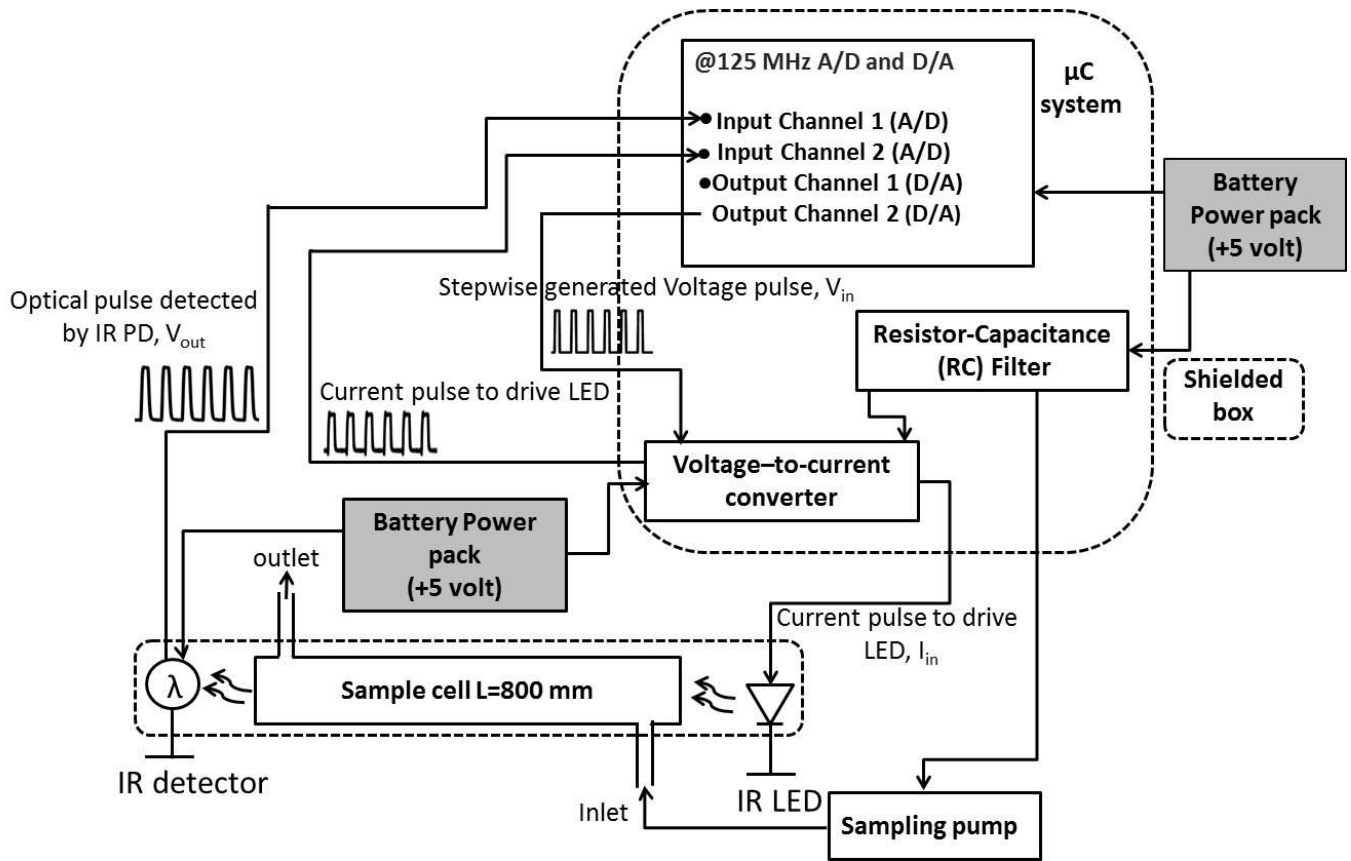 @125 MHz A/D and D/A
Input Channel 1 (A/D)
Input Channel 2 (A/D)
Output Channel 1 (D/A)
Output Channel 2 (D/A)
µC
system
Battery
Power pack
(+5 volt)
Stepwise generated Voltage pulse, Vin
Optical pulse detected
by IR PD, Vout
Resistor-Capacitance
(RC) Filter
Shielded
box
Current pulse to drive LED
Voltage–to-current
converter
Battery Power
pack
(+5 volt)
outlet
Current pulse to drive
LED, Iin
λ
Sample cell L=800 mm
IR detector
IR LED
Inlet
Sampling pump